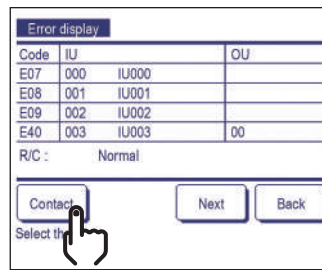 Error display
Code IU OU
E07 000 IU000
E08 001 IU001
E09 002 IU002
E40 003 IU003 00
R/C : Normal
Contact Next Back
Select